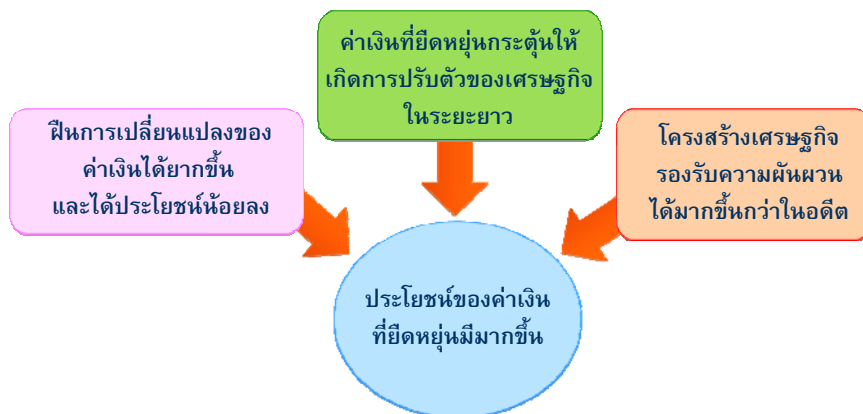 ค่าเงินที่ยืดหยุ่นกระตุ้นให้
เกิดการปรับตัวของเศรษฐกิจ
ในระยะยาว
ฝืนการเปลี่ยนแปลงของ
ค่าเงินได้ยากขึ้น
และได้ประโยชน์น้อยลง
โครงสร้างเศรษฐกิจ
รองรับความผันผวน
ได้มากขึ้นกว่าในอดีต
ประโยชน์ของค่าเงิน
ที่ยืดหยุ่นมีมากขึ้น